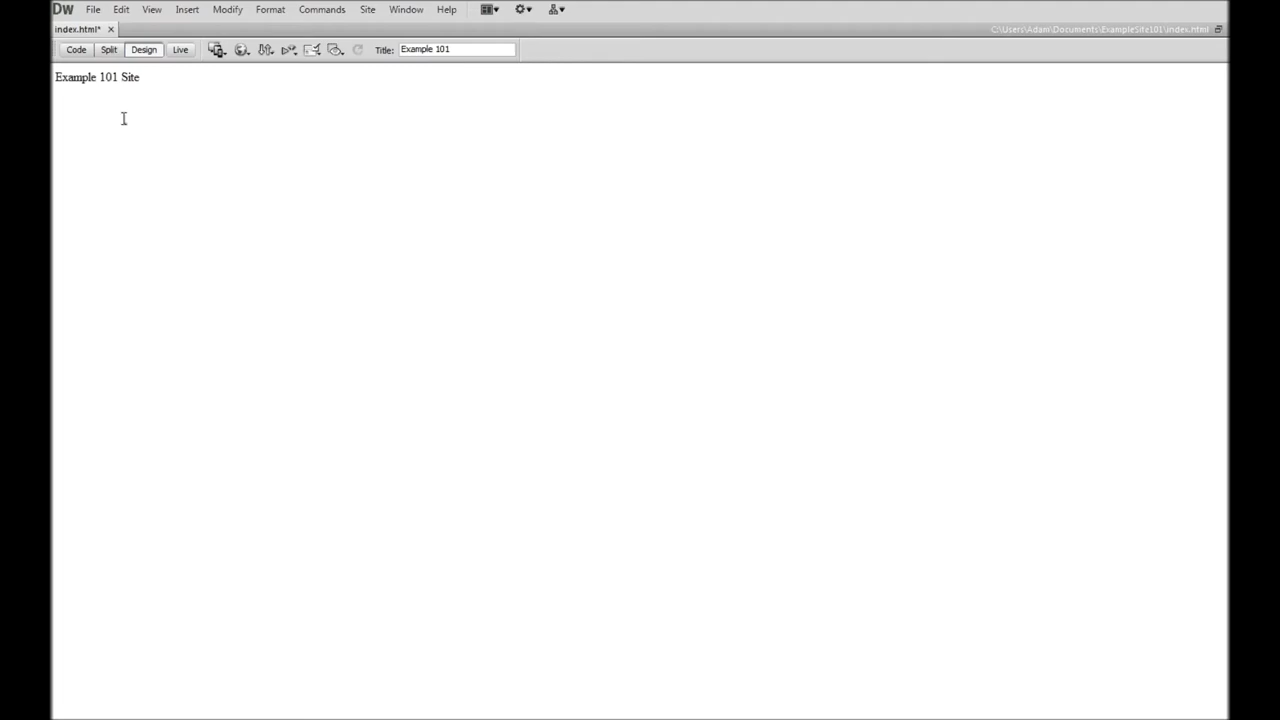 Dw File Edit View Insert Modify Format Commands Site Window Help
index.html* × C:\Users\Adam\Documents\ExampleSite101\index.html
Code Split Design Live Title: Example 101
Example 101 Site